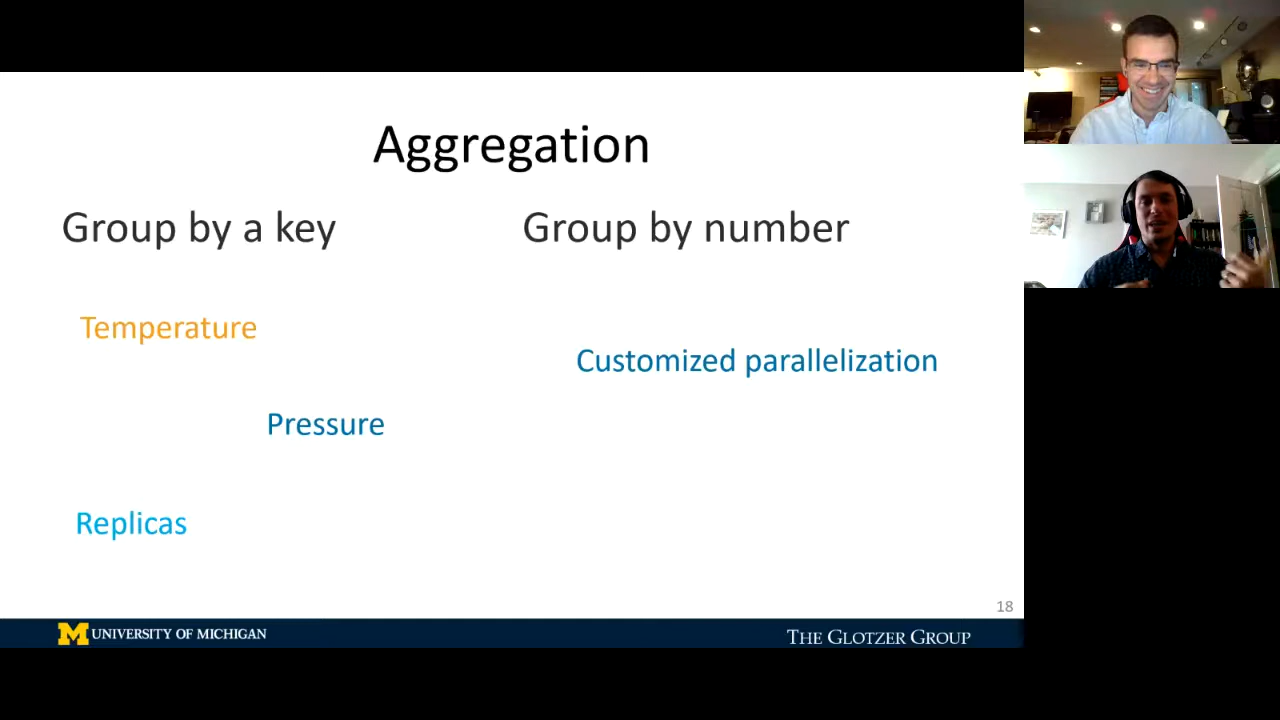 Aggregation
Group by a key
Group by number
Temperature
Customized parallelization
Pressure
Replicas
18
M UNIVERSITY OF MICHIGAN
THE GLOTZER GROUP